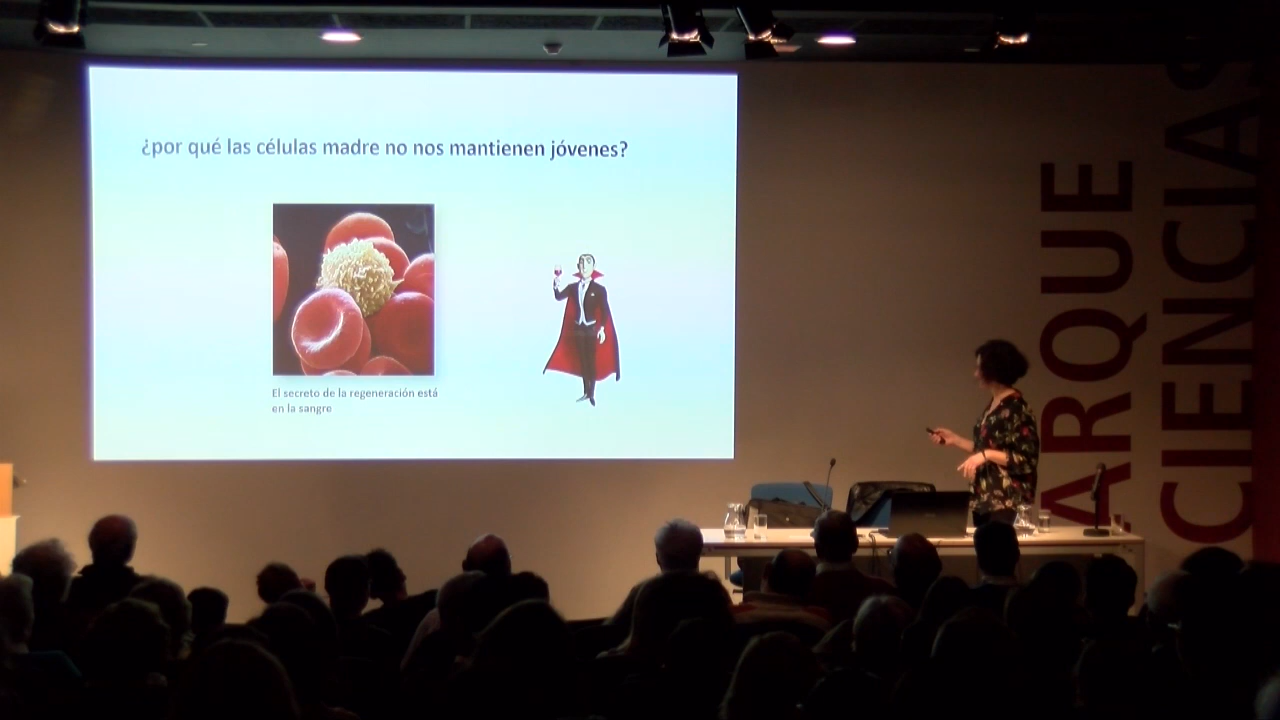 ¿por qué las células madre no nos mantienen jóvenes?
El secreto de la regeneración está
en la sangre
ARQUE
CIENCIAS